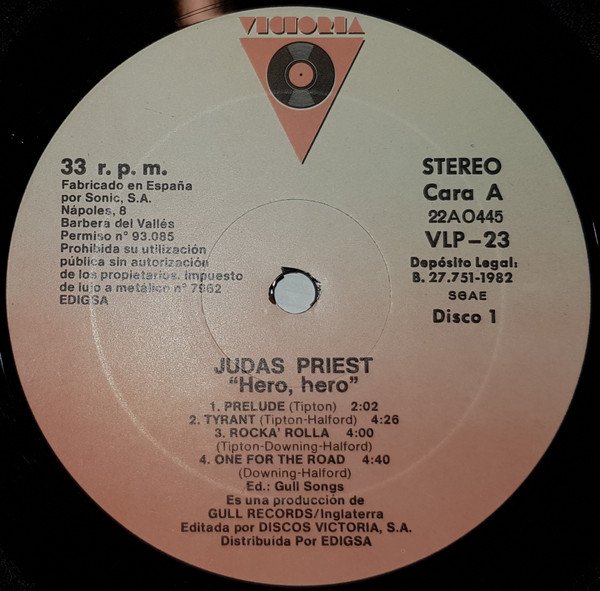 VICTORIA
33 r. p. m.
Fabricado en España
por Sonic, S.A.
Nápoles, 8
Barbera del Vallés
Permiso n° 93.085
Prohibida su utilización
pública sin autorización
de los propietarios. impuesto
de lujo a metálico n° 7962
EDIGSA
STEREO
Cara A
22AO445
VLP-23
Depósito Legal:
B. 27.751-1982
SGAE
Disco 1
JUDAS PRIEST
"Hero, hero"
1. PRELUDE (Tipton) 2:02
2. TYRANT (Tipton-Halford) 4:26
3. ROCKA' ROLLA 4:00
(Tipton-Downing-Halford)
4. ONE FOR THE ROAD 4:40
(Downing-Halford)
Ed.: Gull Songs
Es una producción de
GULL RECORDS/Inglaterra
Editada por DISCOS VICTORIA, S.A.
Distribuída Por EDIGSA